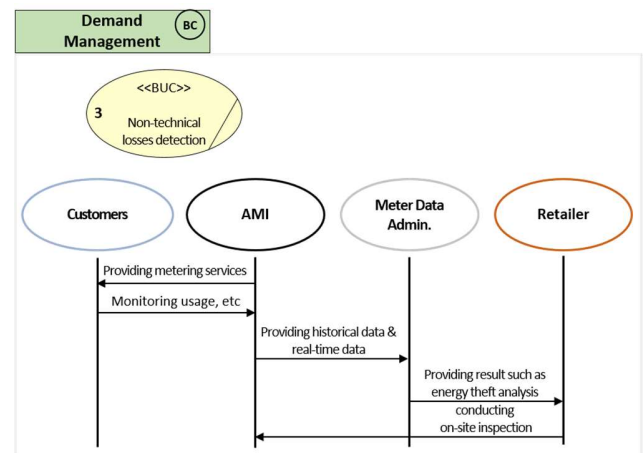 Demand
Management
BC
<<BUC>>
3
Non-technical
losses detection
Customers
AMI
Meter Data
Admin.
Retailer
Providing metering services
Monitoring usage, etc
Providing historical data &
real-time data
Providing result such as
energy theft analysis
conducting
on-site inspection